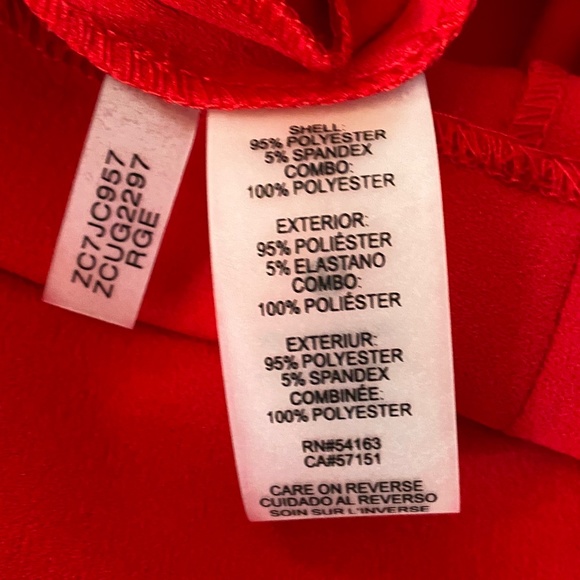 ZC7JC957
ZCUG2297
RGE
SHELL:
95% POLYESTER
5% SPANDEX
COMBO:
100% POLYESTER
EXTERIOR:
95% POLIÉSTER
5% ELASTANO
COMBO:
100% POLIÉSTER
EXTERIUR:
95% POLYESTER
5% SPANDEX
COMBINÉE:
100% POLYESTER
RN#54163
CA#57151
CARE ON REVERSE
CUIDADO AL REVERSO
SOIN SUR L'INVERSE